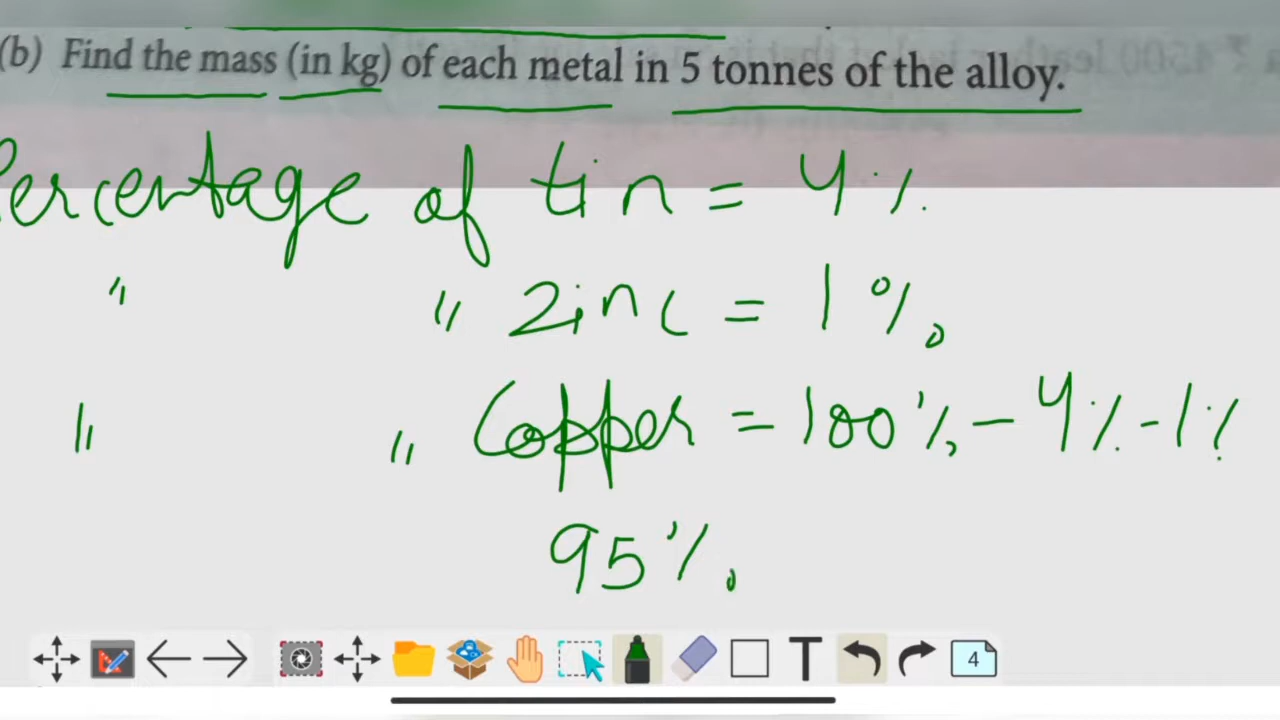 (b) Find the mass (in kg) of each metal in 5 tonnes of the alloy.
Percentage of tin = 4%
" " Zinc = 1%
" " Copper = 100% - 4% - 1%
95%
T 4